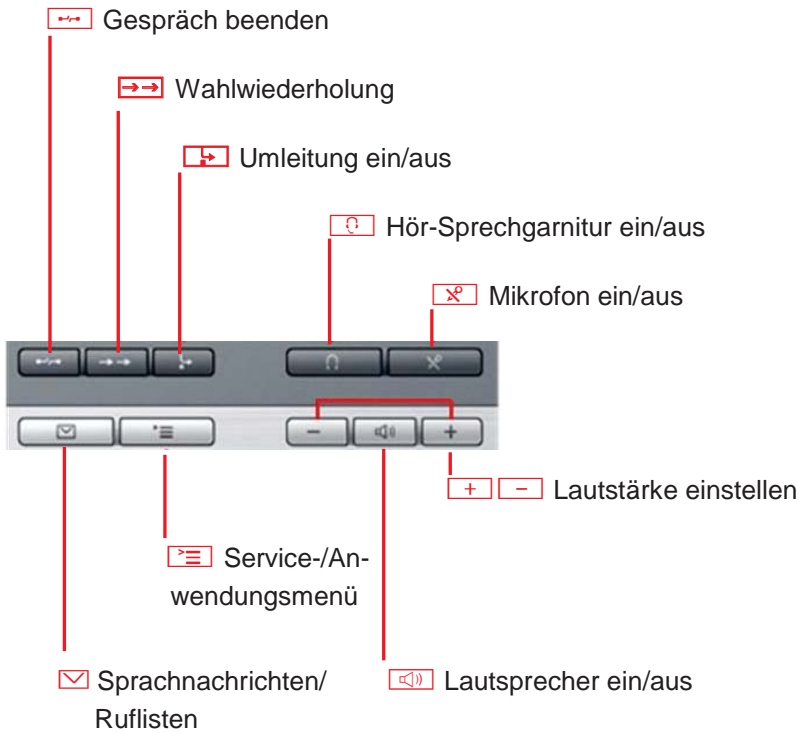 Gespräch beenden
Wahlwiederholung
Umleitung ein/aus
Hör-Sprechgarnitur ein/aus
Mikrofon ein/aus
+ − Lautstärke einstellen
Service-/An-
wendungsmenü
Sprachnachrichten/
Ruflisten
Lautsprecher ein/aus